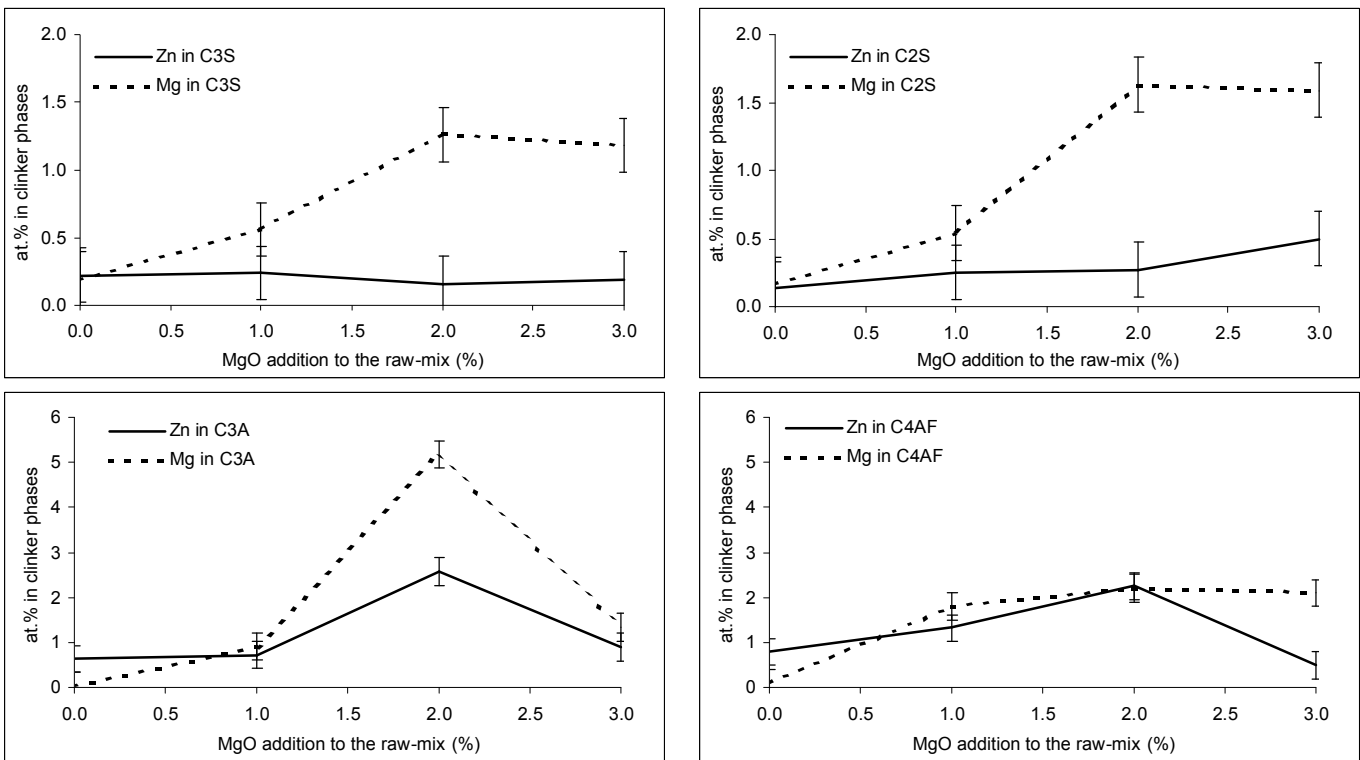 2.0
1.5
1.0
0.5
0.0
at.% in clinker phases
Zn in C3S
Mg in C3S
0.0 0.5 1.0 1.5 2.0 2.5 3.0
MgO addition to the raw-mix (%)
2.0
1.5
1.0
0.5
0.0
at.% in clinker phases
Zn in C2S
Mg in C2S
0.0 0.5 1.0 1.5 2.0 2.5 3.0
MgO addition to the raw-mix (%)
6
5
4
3
2
1
0
at.% in clinker phases
Zn in C3A
Mg in C3A
0.0 0.5 1.0 1.5 2.0 2.5 3.0
MgO addition to the raw-mix (%)
6
5
4
3
2
1
0
at.% in clinker phases
Zn in C4AF
Mg in C4AF
0.0 0.5 1.0 1.5 2.0 2.5 3.0
MgO addition to the raw-mix (%)